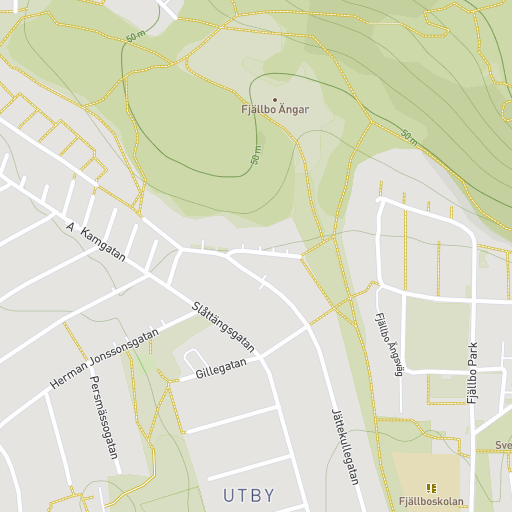 50 m
Fjällbo Ängar
50 m
50 m
A Kamgatan
Slåttängsgatan
Herman Jonssonsgatan
Persmässogatan
Gillegatan
Jättekullegatan
Fjällbo Ängsväg
Fjällbo Park
Sve
UTBY
Fjällboskolan